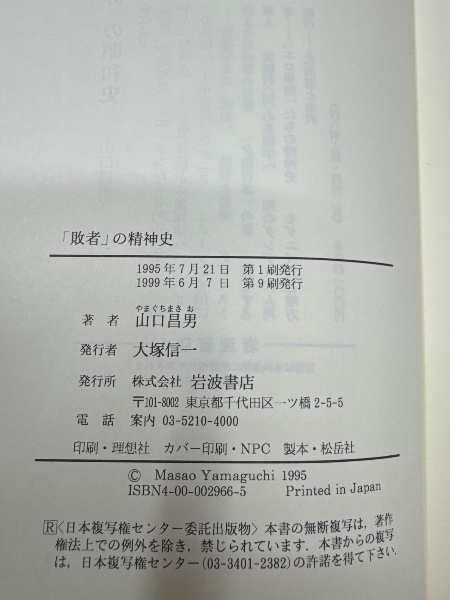 「敗者」の精神史
1995年7月21日 第1刷発行
1999年6月7日 第9刷発行
やまぐちまさ お
著 者 山口昌男
発行者 大塚信一
発行所 株式会社 岩波書店
〒101-8002 東京都千代田区一ツ橋2-5-5
電 話 案内 03-5210-4000
印刷・理想社 カバー印刷・NPC 製本・松岳社
© Masao Yamaguchi 1995
ISBN4-00-002966-5 Printed in Japan
R〈日本複写権センター委託出版物〉本書の無断複写は, 著作
権法上での例外を除き, 禁じられています. 本書からの複写
は, 日本複写権センター(03-3401-2382)の許諾を得て下さい.